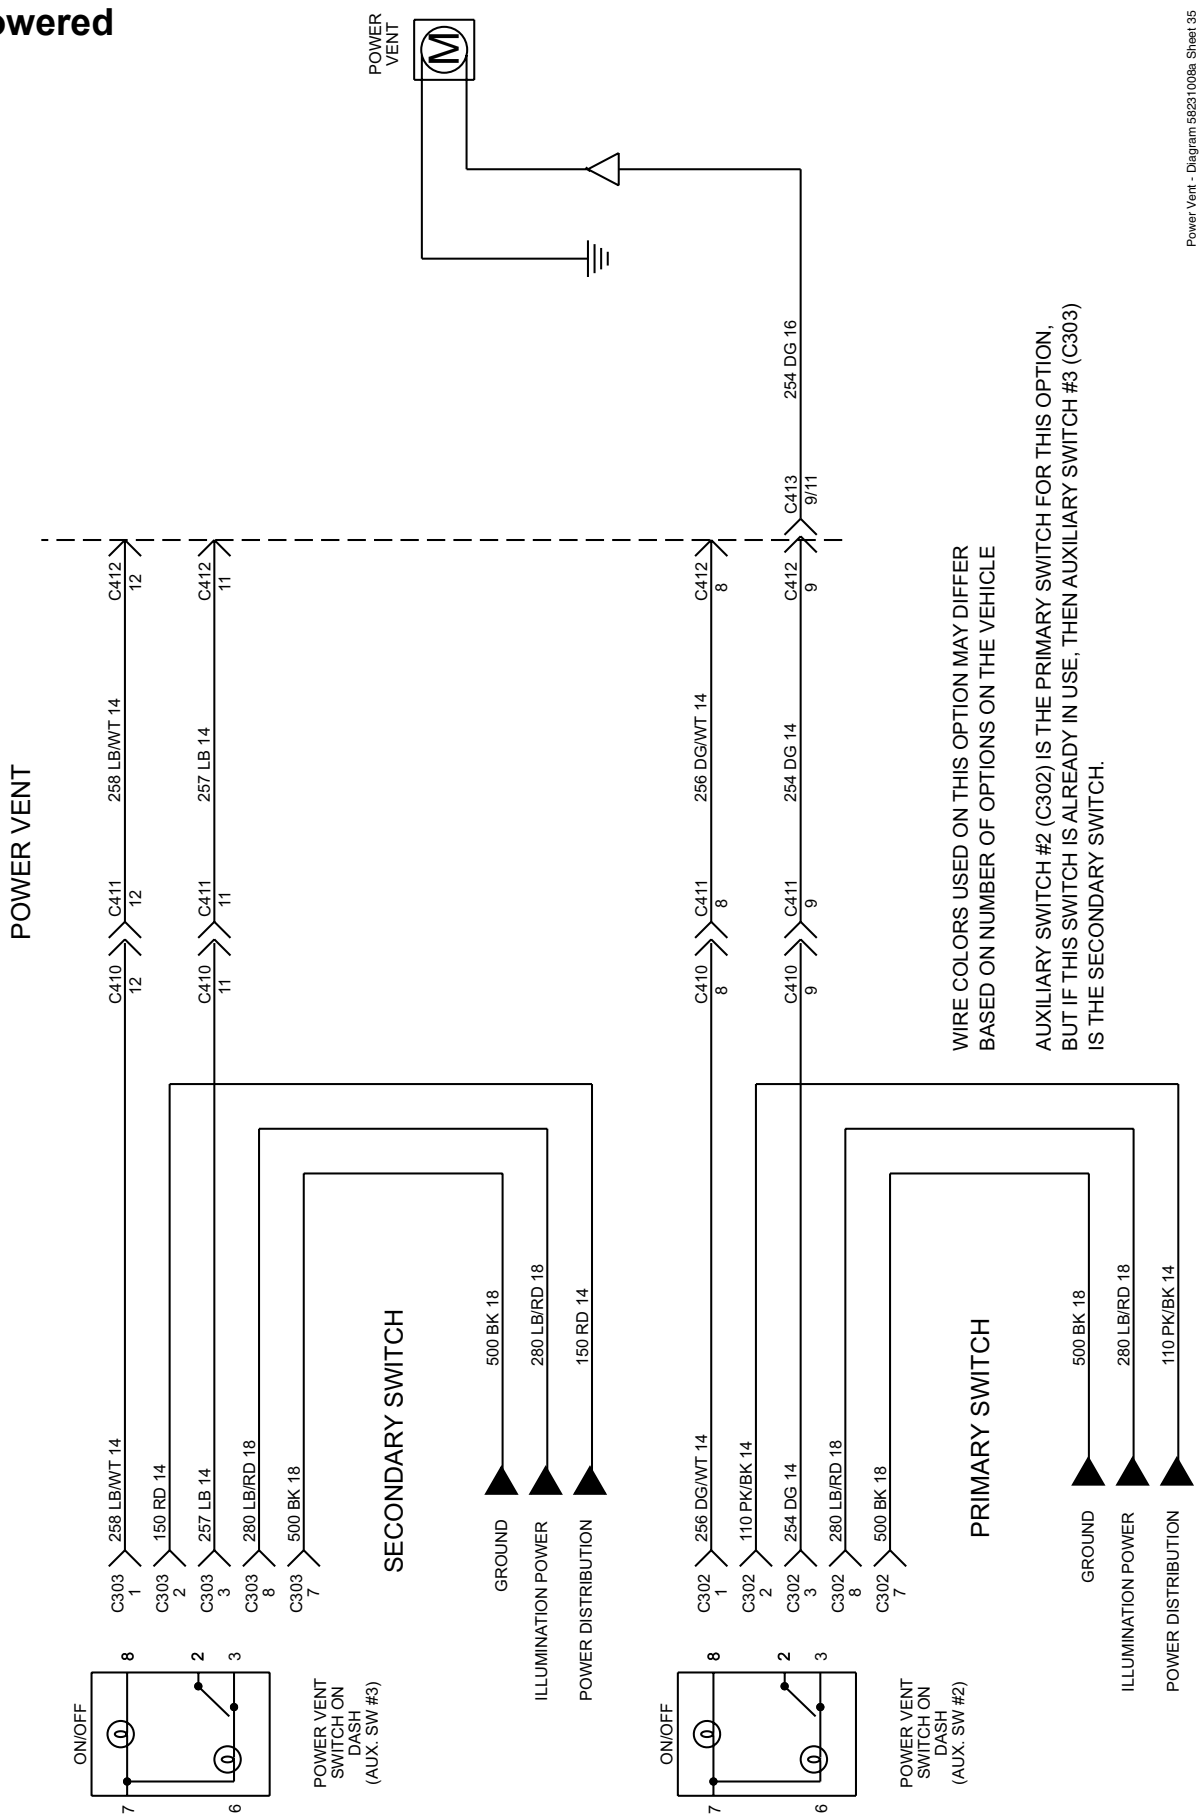 owered
POWER VENT
ON/OFF
7
8
2
3
6
POWER VENT
SWITCH ON
DASH
(AUX. SW #3)
C303
1
258 LB/WT 14
C303
2
150 RD 14
C303
3
257 LB 14
C303
8
280 LB/RD 18
C303
7
500 BK 18
SECONDARY SWITCH
GROUND
500 BK 18
ILLUMINATION POWER
280 LB/RD 18
POWER DISTRIBUTION
150 RD 14
C410
12
C411
12
258 LB/WT 14
C412
12
C410
11
C411
11
257 LB 14
C412
11
ON/OFF
7
8
2
3
6
POWER VENT
SWITCH ON
DASH
(AUX. SW #2)
C302
1
256 DG/WT 14
C302
2
110 PK/BK 14
C302
3
254 DG 14
C302
8
280 LB/RD 18
C302
7
500 BK 18
PRIMARY SWITCH
GROUND
500 BK 18
ILLUMINATION POWER
280 LB/RD 18
POWER DISTRIBUTION
110 PK/BK 14
C410
8
C411
8
256 DG/WT 14
C412
8
C410
9
C411
9
254 DG 14
C412
9
C413
9/11
254 DG 16
POWER
VENT
M
WIRE COLORS USED ON THIS OPTION MAY DIFFER
BASED ON NUMBER OF OPTIONS ON THE VEHICLE
AUXILIARY SWITCH #2 (C302) IS THE PRIMARY SWITCH FOR THIS OPTION,
BUT IF THIS SWITCH IS ALREADY IN USE, THEN AUXILIARY SWITCH #3 (C303)
IS THE SECONDARY SWITCH.
Power Vent - Diagram 58231008a Sheet 35